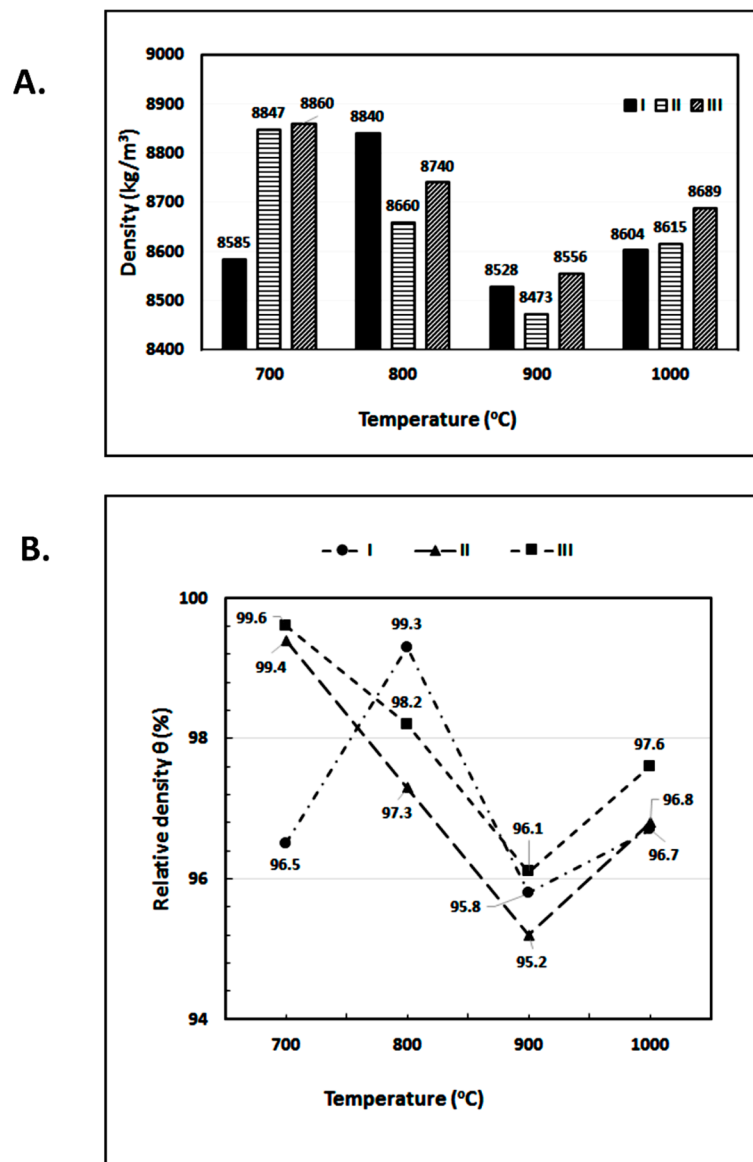 A.
9000
8900
8800
8700
8600
8500
8400
Density (kg/m³)
I II III
8585 8847 8860
8840 8660 8740
8528 8473 8556
8604 8615 8689
700 800 900 1000
Temperature (°C)
B.
I II III
100
98
96
94
Relative density θ (%)
99.6
99.4
96.5
99.3
98.2
97.3
96.1
95.8
95.2
97.6
96.8
96.7
700 800 900 1000
Temperature (°C)